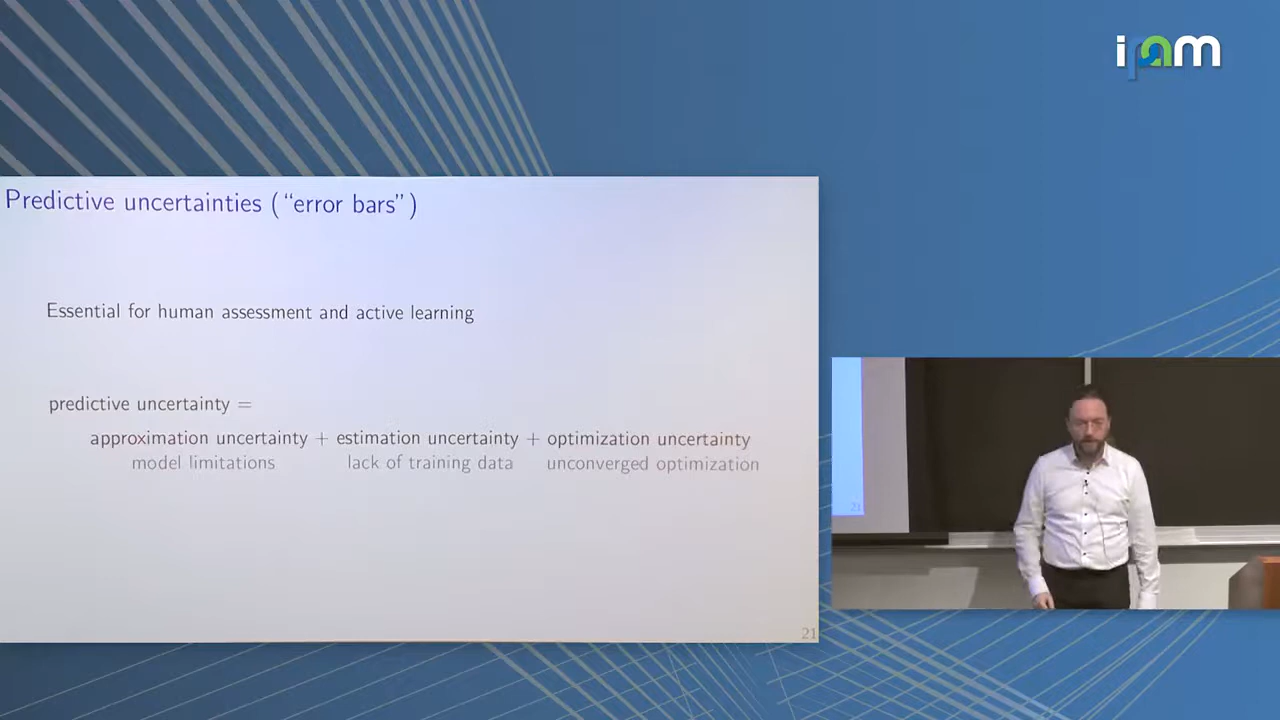 ipam
Predictive uncertainties ("error bars")
Essential for human assessment and active learning
predictive uncertainty =
approximation uncertainty + estimation uncertainty + optimization uncertainty
model limitations lack of training data unconverged optimization
21
21